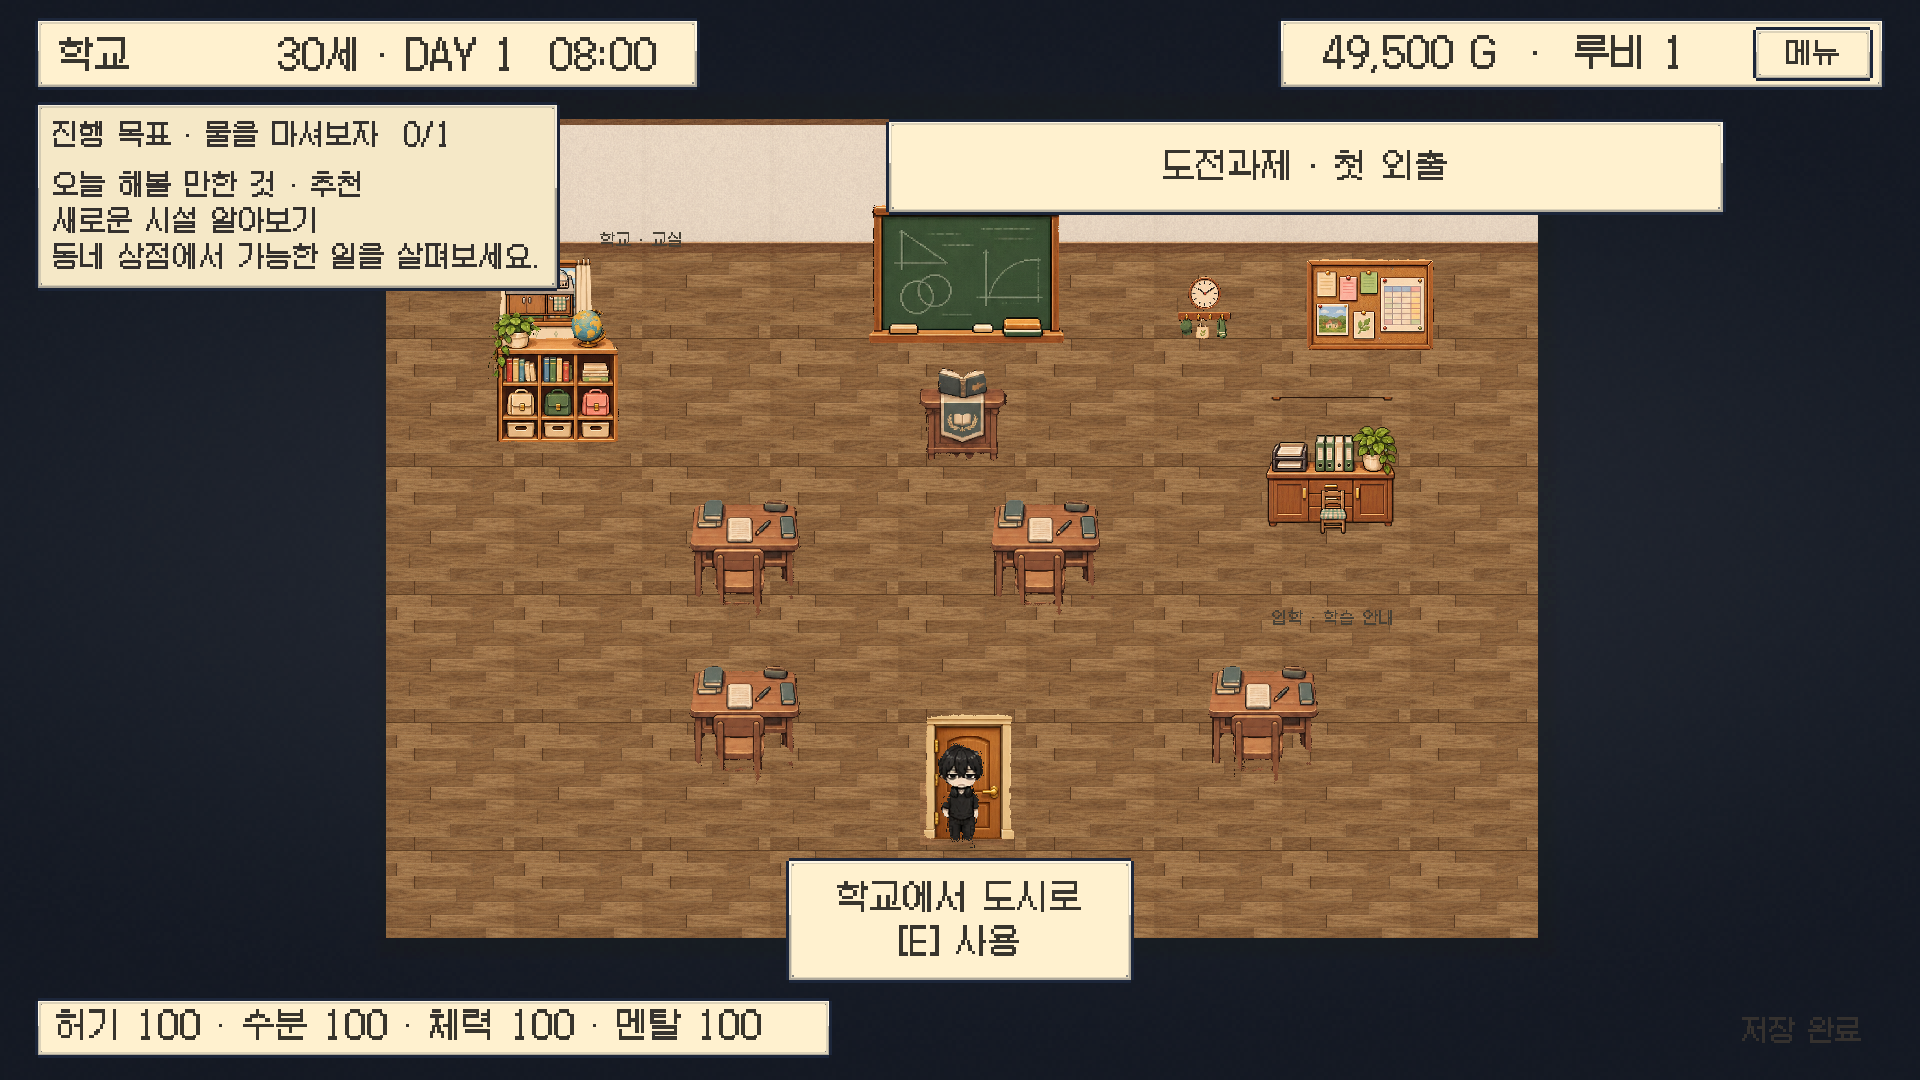 학교 30세 · DAY 1 08:00
49,500 G · 루비 1
메뉴
진행 목표 · 물을 마셔보자 0/1
오늘 해볼 만한 것 · 추천
새로운 시설 알아보기
동네 상점에서 가능한 일을 살펴보세요.
도전과제 · 첫 외출
학교 · 교실
입학 · 학습 안내
학교에서 도시로
[E] 사용
허기 100 · 수분 100 · 체력 100 · 멘탈 100
저장 완료